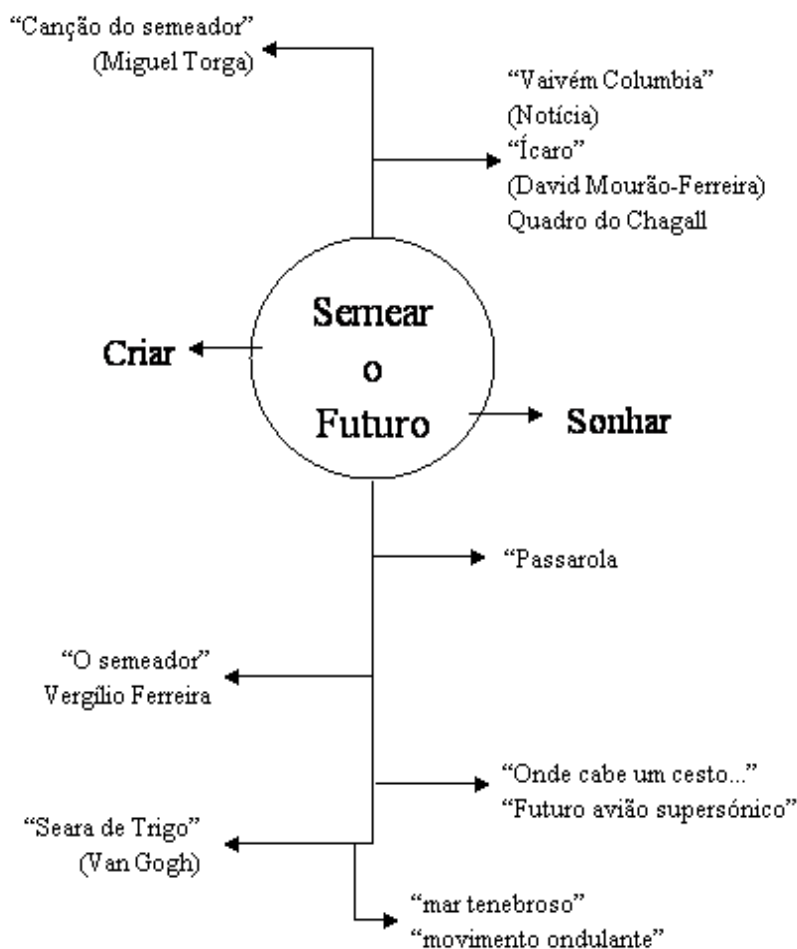 “Canção do semeador”
(Miguel Torga)
“Vaivém Columbia”
(Notícia)
“Ícaro”
(David Mourão-Ferreira)
Quadro do Chagall
Semear
o
Futuro
Criar
Sonhar
“Passarola
“O semeador”
Vergílio Ferreira
“Onde cabe um cesto...”
“Futuro avião supersónico”
“Seara de Trigo”
(Van Gogh)
“mar tenebroso”
“movimento ondulante”